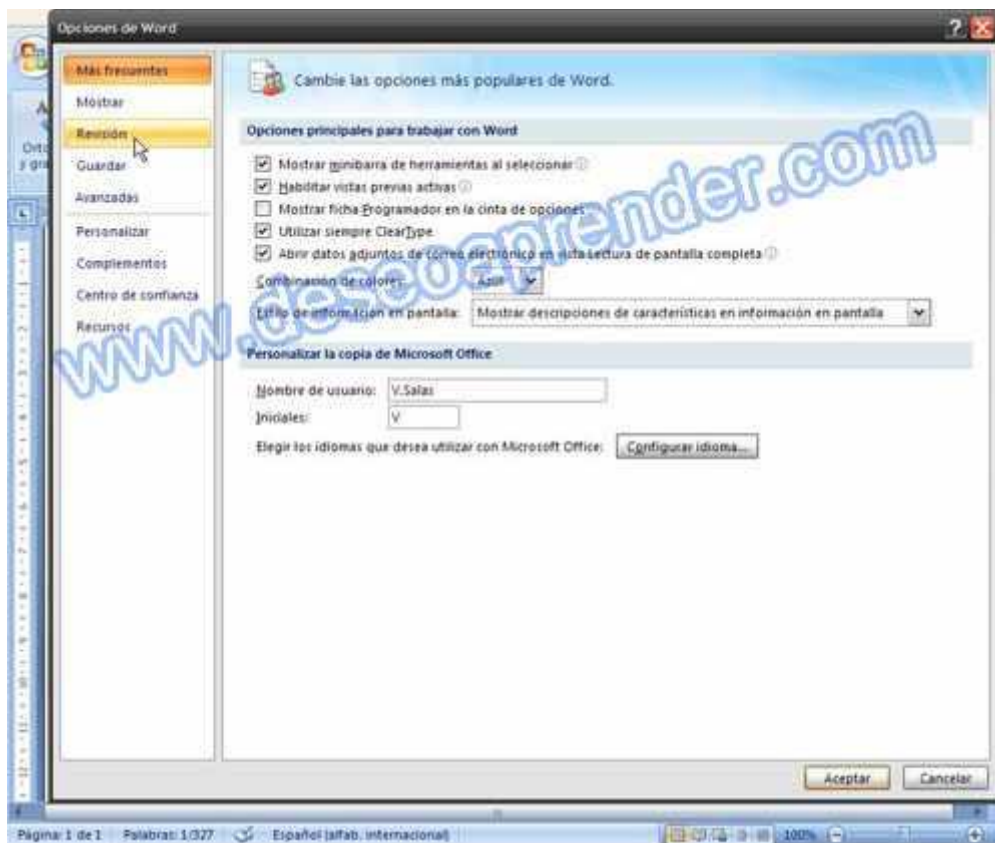 Opciones de Word
Más frecuentes
Mostrar
Revisión
Guardar
Avanzadas
Personalizar
Complementos
Centro de confianza
Recursos
Cambie las opciones más populares de Word.
Opciones principales para trabajar con Word
Mostrar minibarra de herramientas al seleccionar
Habilitar vistas previas activas
Mostrar ficha Programador en la cinta de opciones
Utilizar siempre ClearType
Abrir datos adjuntos de correo electrónico en vista Lectura de pantalla completa
Combinación de colores: Azul
Estilo de información en pantalla: Mostrar descripciones de características en información en pantalla
Personalizar la copia de Microsoft Office
Nombre de usuario: V.Salas
Iniciales: V
Elegir los idiomas que desea utilizar con Microsoft Office: Configurar idioma...
www.deseoaprender.com
Aceptar Cancelar
Página: 1 de 1 Palabras: 1/327 Español (alfab. internacional) 100%